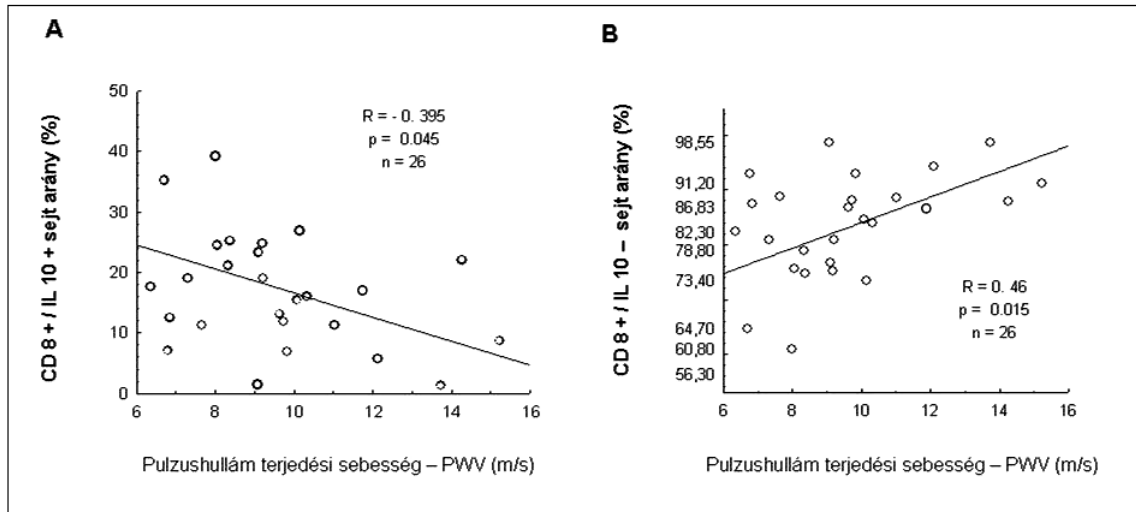 A
CD 8 + / IL 10 + sejt arány (%)
50
40
30
20
10
0
R = - 0. 395
p = 0.045
n = 26
6 8 10 12 14 16
Pulzushullám terjedési sebesség – PWV (m/s)
B
CD 8 + / IL 10 – sejt arány (%)
98,55
91,20
86,83
82,30
78,80
73,40
64,70
60,80
56,30
R = 0. 46
p = 0.015
n = 26
6 8 10 12 14 16
Pulzushullám terjedési sebesség – PWV (m/s)